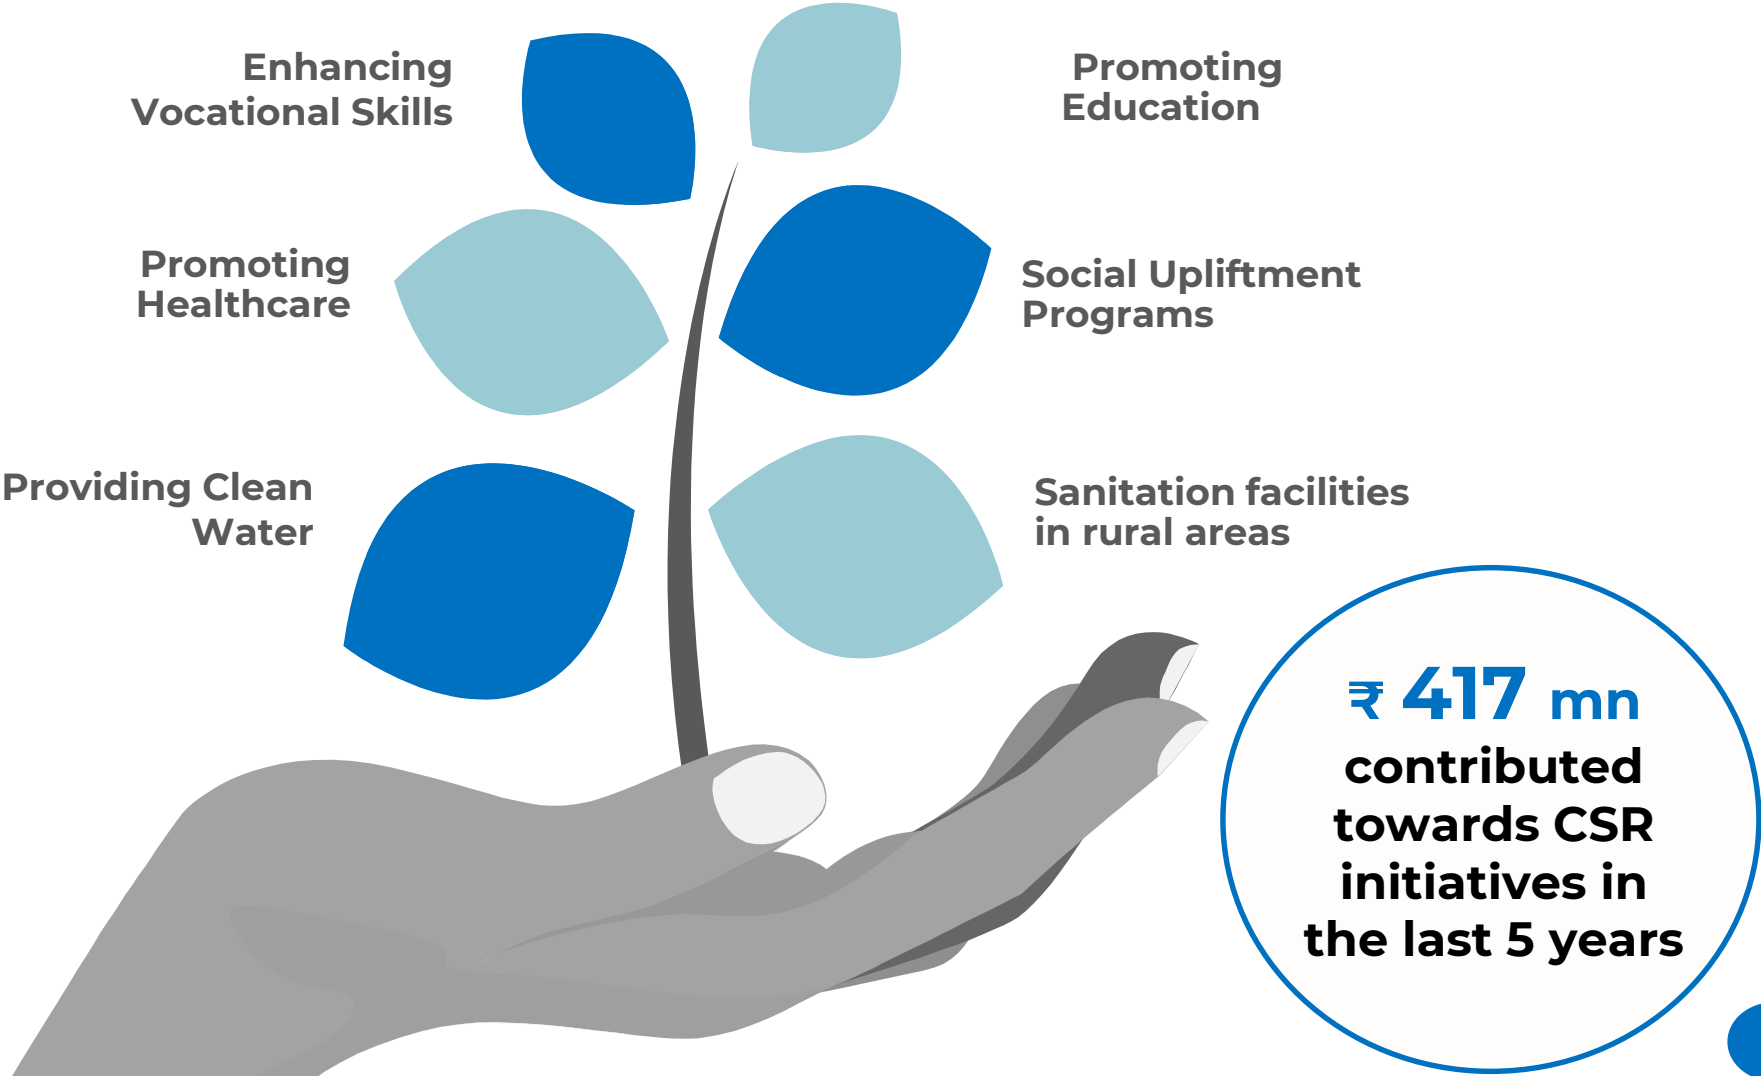 Enhancing
Vocational Skills
Promoting
Education
Promoting
Healthcare
Social Upliftment
Programs
Providing Clean
Water
Sanitation facilities
in rural areas
₹ 417 mn
contributed
towards CSR
initiatives in
the last 5 years